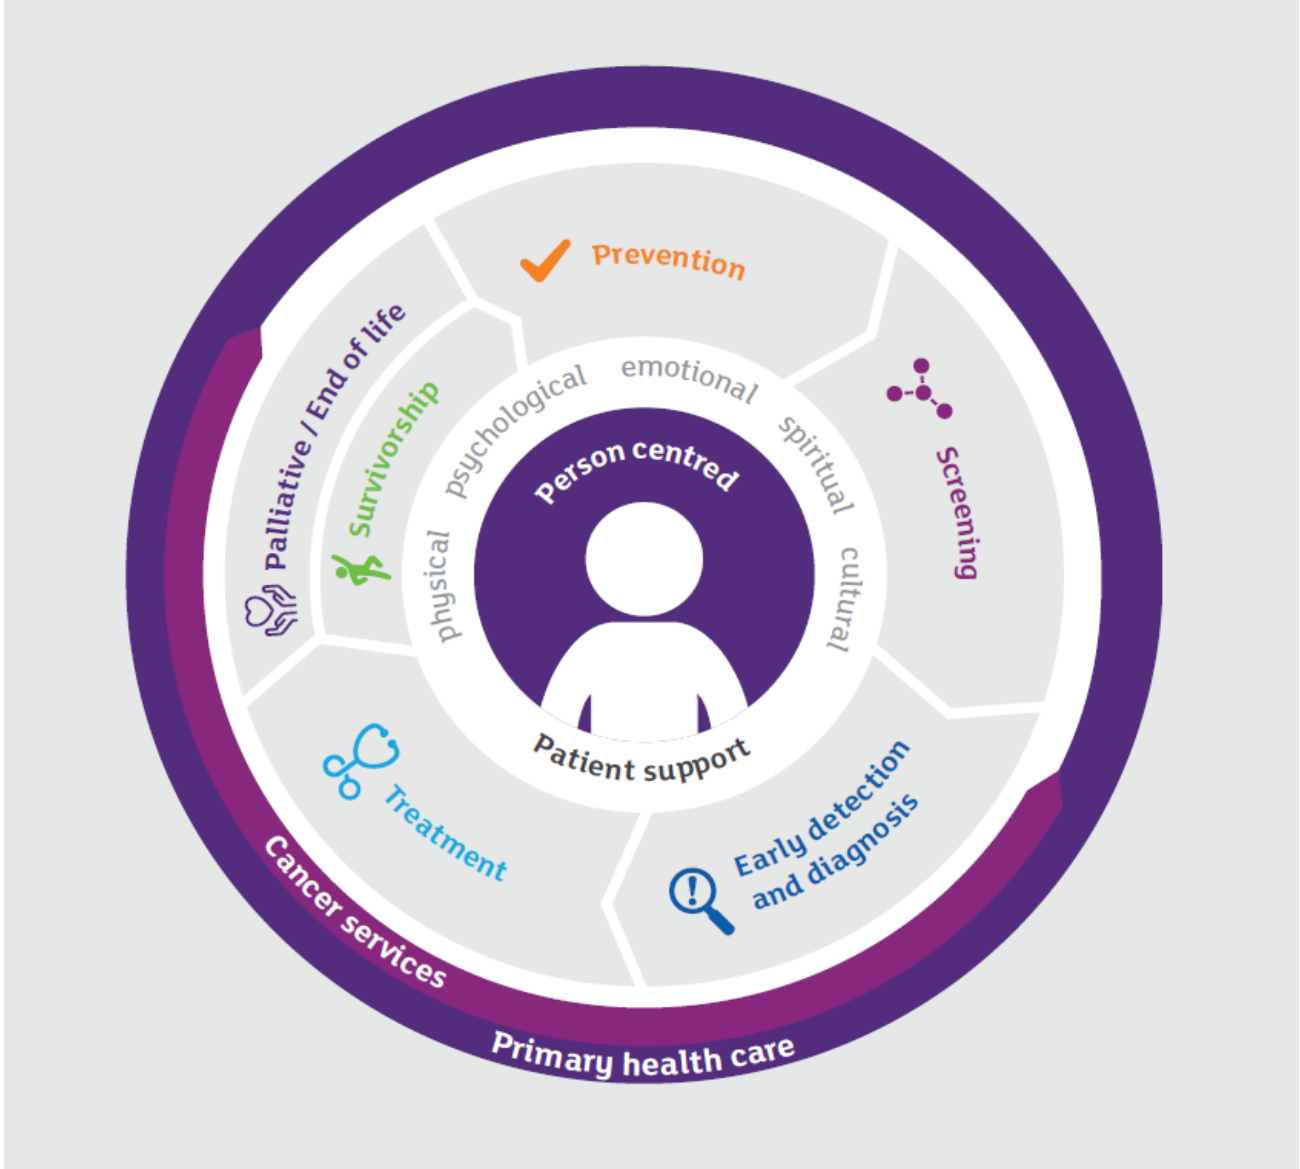 Prevention
Screening
Early detection
and diagnosis
Treatment
Survivorship
Palliative / End of life
physical
psychological
emotional
spiritual
cultural
Person centred
Patient support
Cancer services
Primary health care